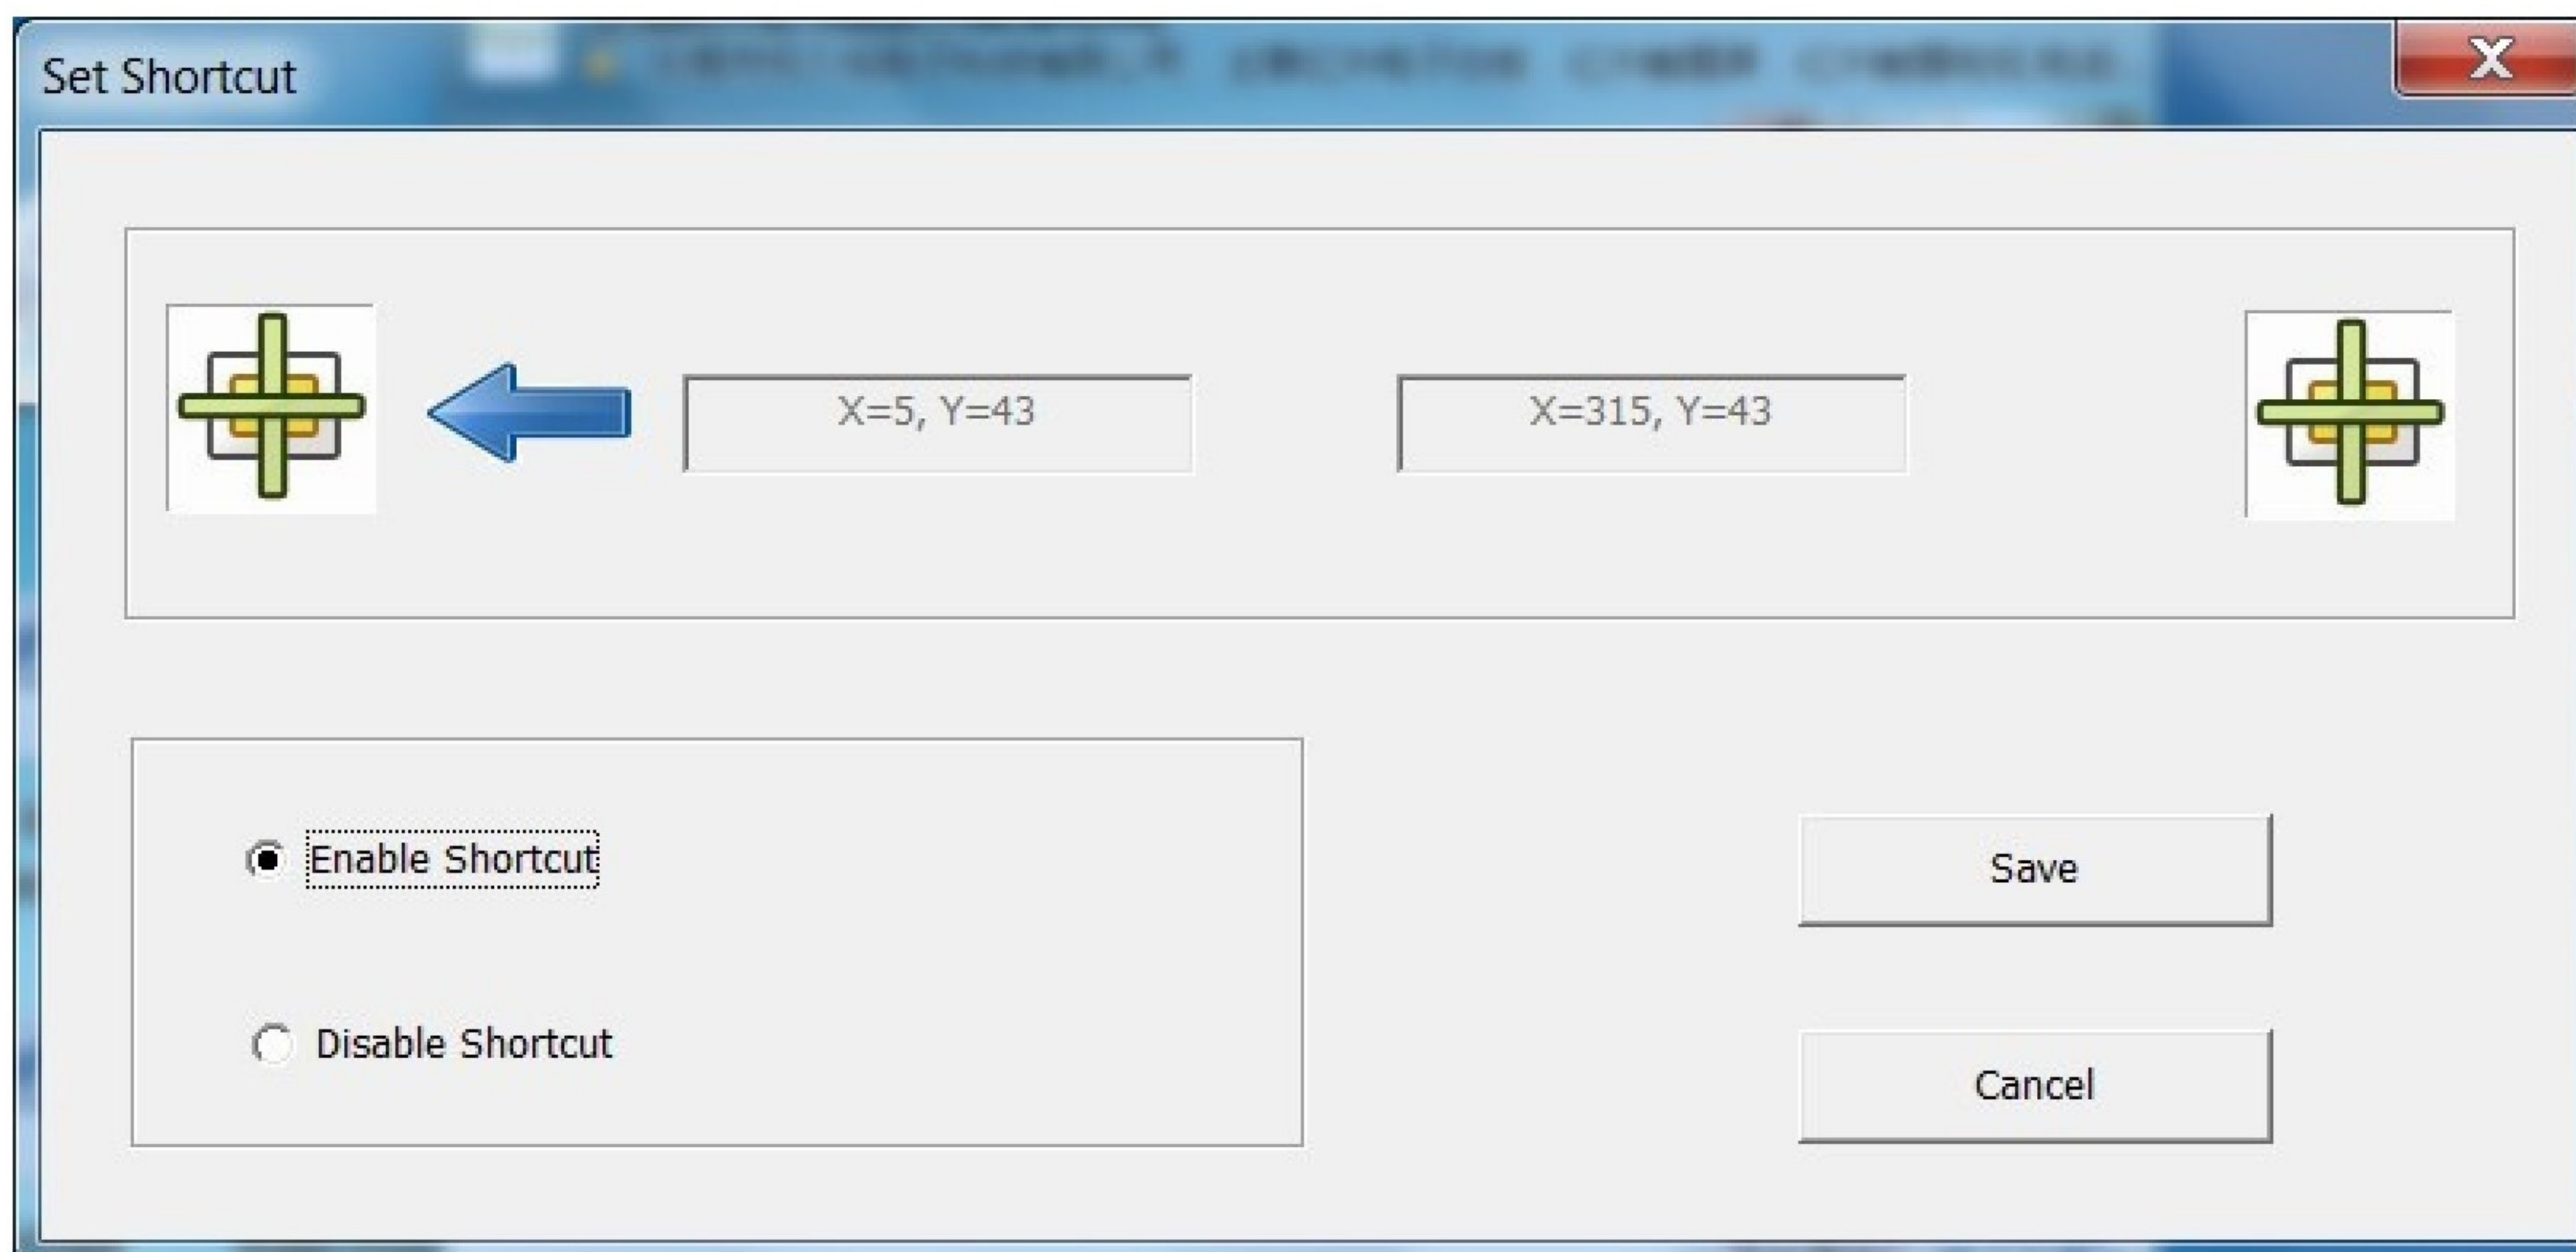 Set Shortcut
X=5, Y=43
X=315, Y=43
Enable Shortcut
Save
Disable Shortcut
Cancel